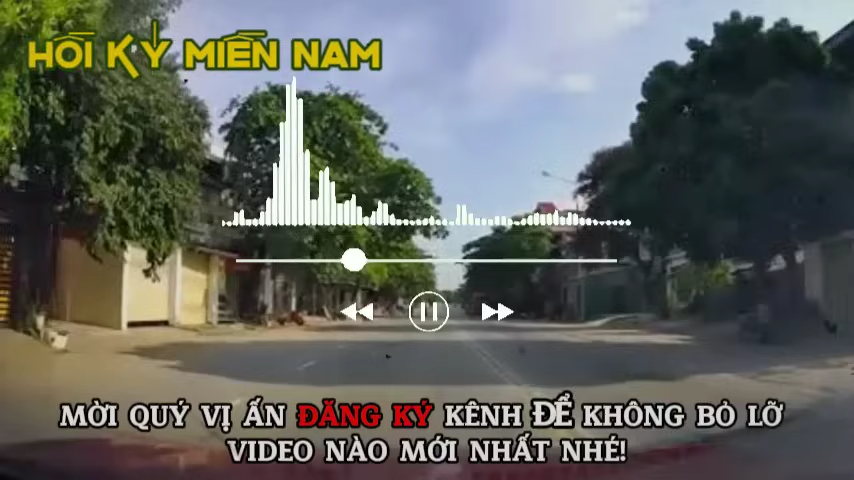 HỒI KÝ MIỀN NAM
MỜI QUÝ VỊ ẤN ĐĂNG KÝ KÊNH ĐỂ KHÔNG BỎ LỠ
VIDEO NÀO MỚI NHẤT NHÉ!